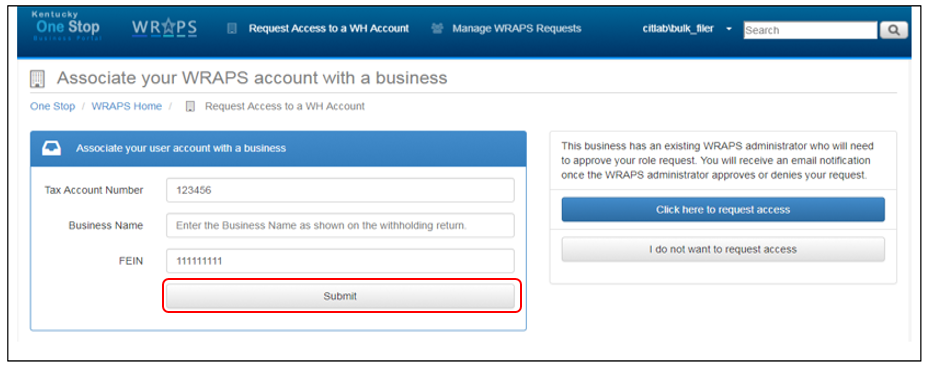 Kentucky
One Stop
Business Portal
WRAPS
Request Access to a WH Account
Manage WRAPS Requests
citlab\bulk_filer
Search
Associate your WRAPS account with a business
One Stop / WRAPS Home / Request Access to a WH Account
Associate your user account with a business
Tax Account Number
123456
Business Name
Enter the Business Name as shown on the withholding return.
FEIN
111111111
Submit
This business has an existing WRAPS administrator who will need
to approve your role request. You will receive an email notification
once the WRAPS administrator approves or denies your request.
Click here to request access
I do not want to request access